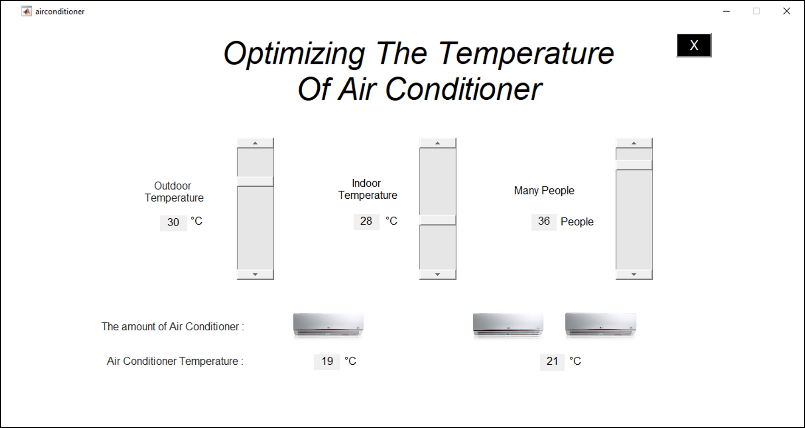 airconditioner
Optimizing The Temperature
Of Air Conditioner
X
Outdoor
Temperature
30 °C
Indoor
Temperature
28 °C
Many People
36 People
The amount of Air Conditioner :
Air Conditioner Temperature : 19 °C 21 °C